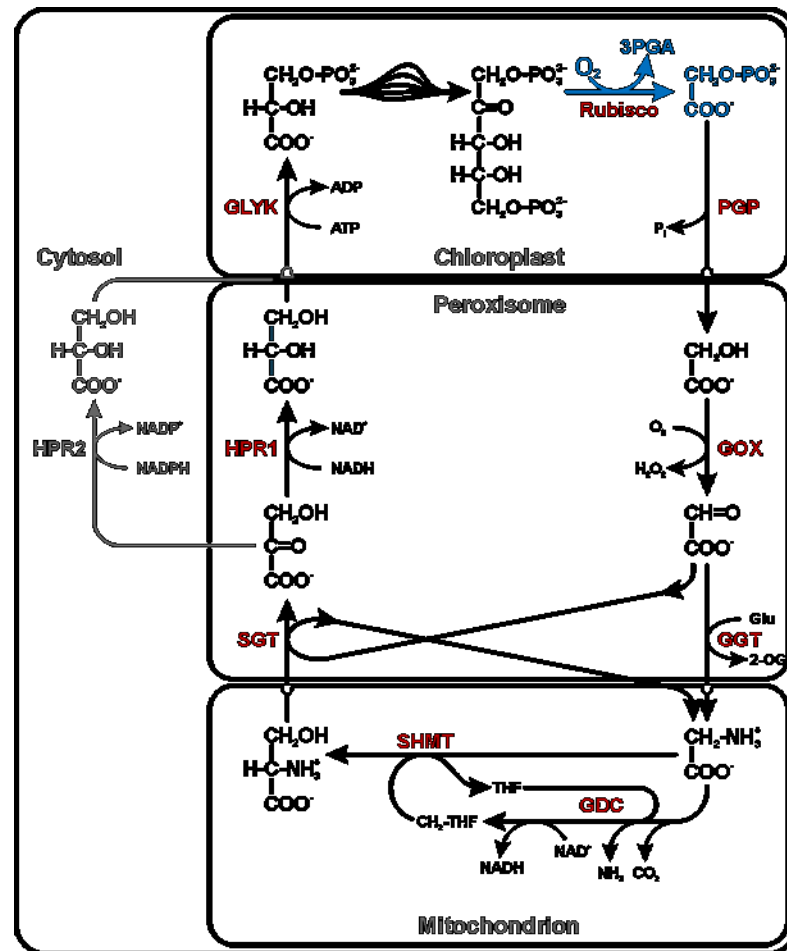 3PGA
CH₂O-PO₃²⁻
O₂
CH₂O-PO₃²⁻
CH₂O-PO₃²⁻
H-C-OH
C=O
Rubisco
COO⁻
COO⁻
H-C-OH
H-C-OH
ADP
GLYK
PGP
CH₂O-PO₃²⁻
ATP
Pᵢ
Cytosol
Chloroplast
Peroxisome
CH₂OH
CH₂OH
H-C-OH
H-C-OH
CH₂OH
COO⁻
COO⁻
COO⁻
NADP⁺
NAD⁺
O₂
HPR2
HPR1
GOX
NADPH
NADH
H₂O₂
CH₂OH
CH=O
C=O
COO⁻
COO⁻
Glu
SGT
GGT
2-OG
CH₂OH
SHMT
CH₂-NH₃⁺
H-C-NH₃⁺
COO⁻
COO⁻
THF
GDC
CH₂-THF
NADH
NAD⁺
NH₃
CO₂
Mitochondrion